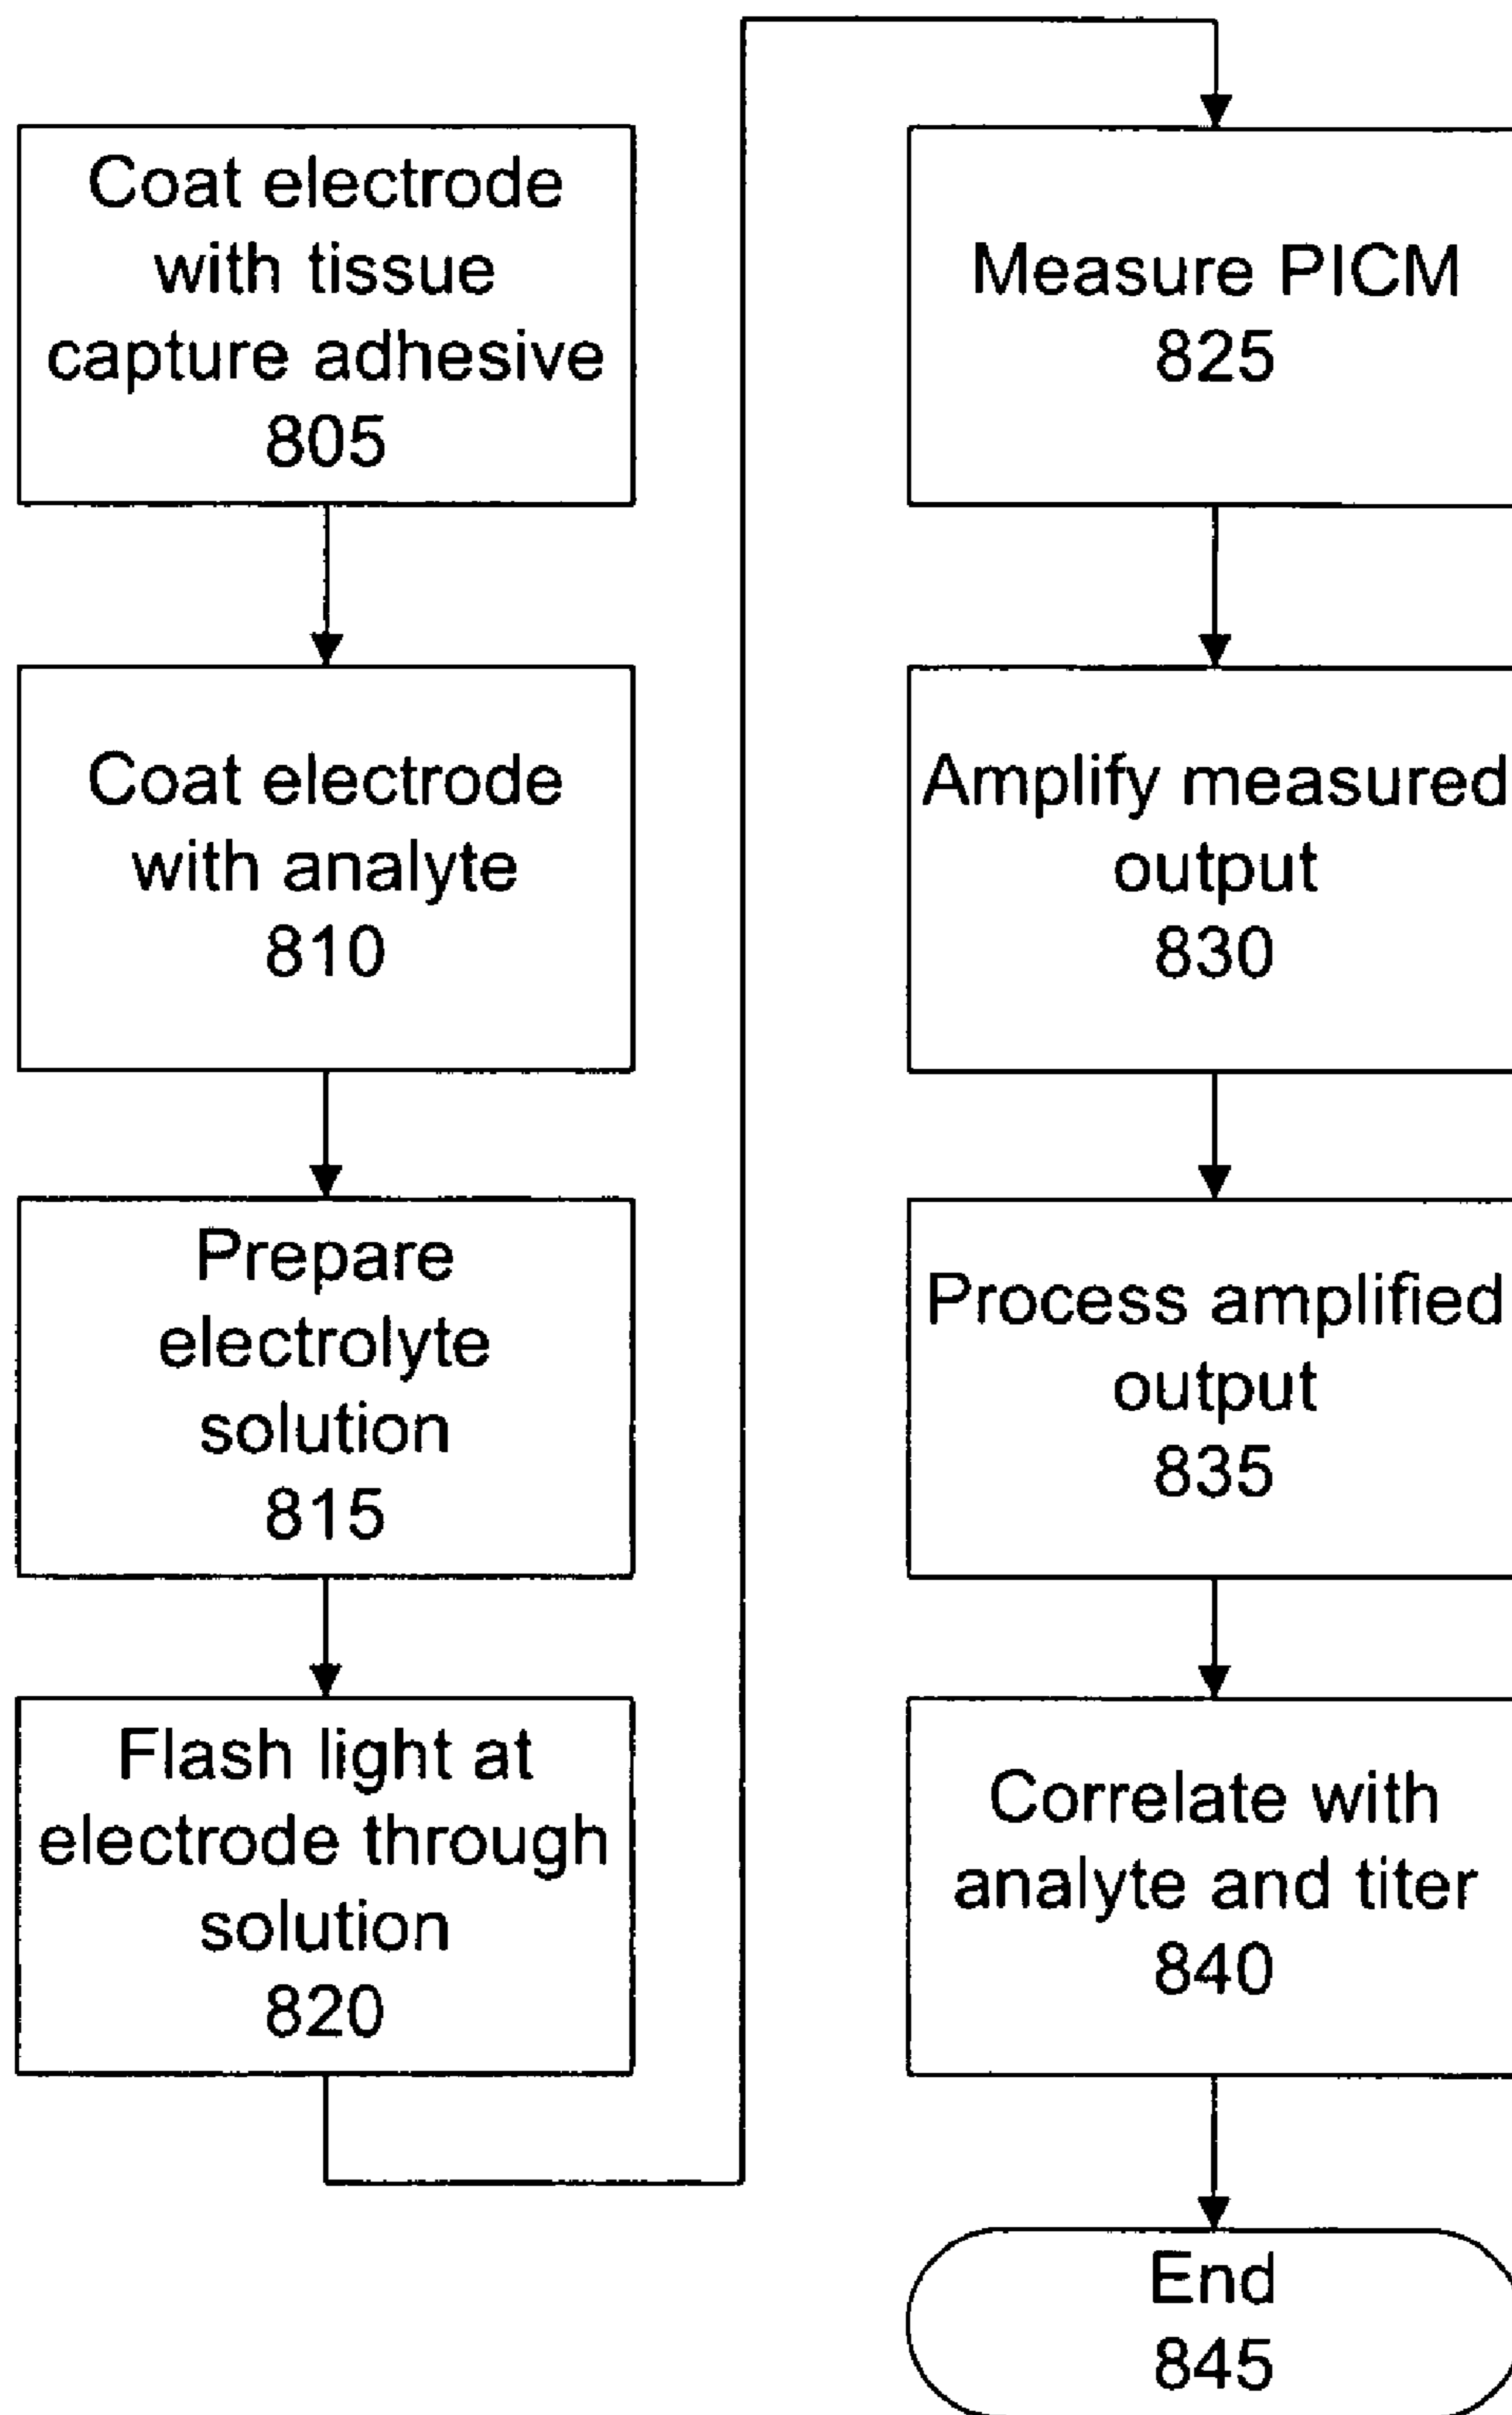 Coat electrode
with tissue
capture adhesive
805
Coat electrode
with analyte
810
Prepare
electrolyte
solution
815
Flash light at
electrode through
solution
820
Measure PICM
825
Amplify measured
output
830
Process amplified
output
835
Correlate with
analyte and titer
840
End
845